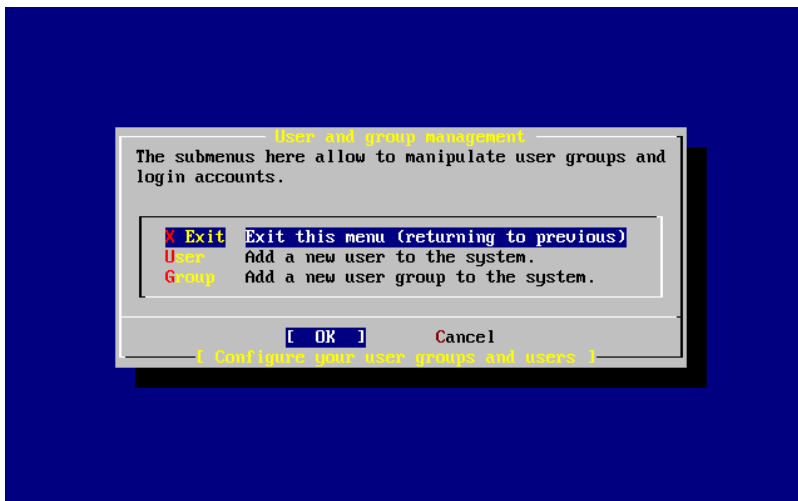 User and group management
The submenus here allow to manipulate user groups and
login accounts.
X Exit Exit this menu (returning to previous)
User Add a new user to the system.
Group Add a new user group to the system.
[ OK ] Cancel
[ Configure your user groups and users ]